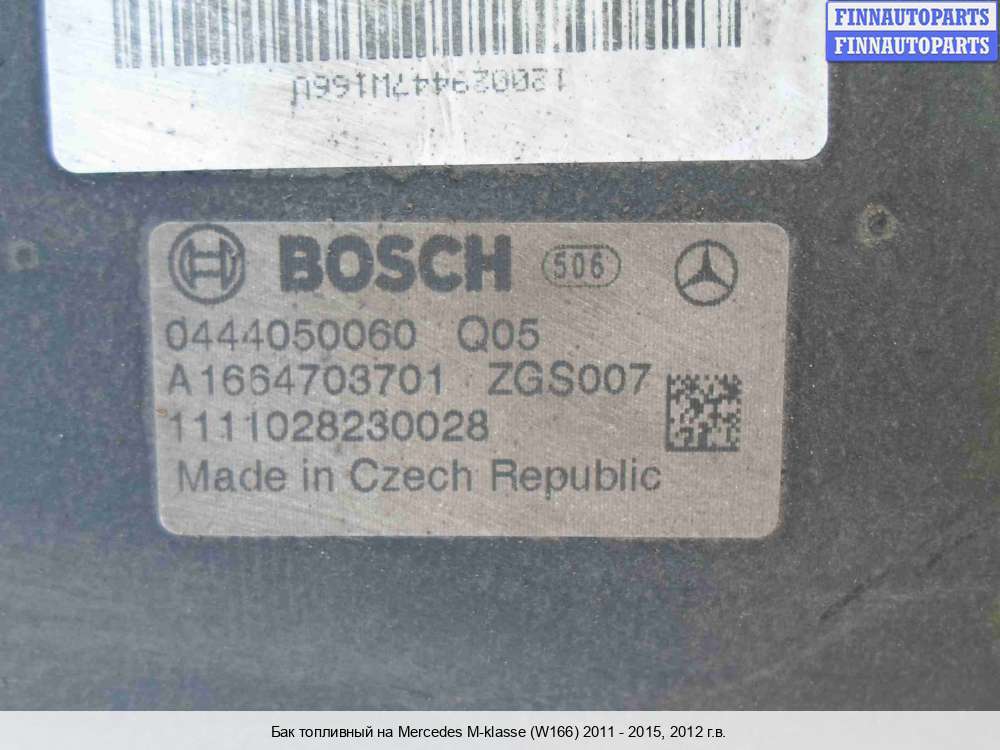 FINNAUTOPARTS
FINNAUTOPARTS
120029447W166U
BOSCH 506
0444050060 Q05
A1664703701 ZGS007
1111028230028
Made in Czech Republic
Бак топливный на Mercedes M-klasse (W166) 2011 - 2015, 2012 г.в.